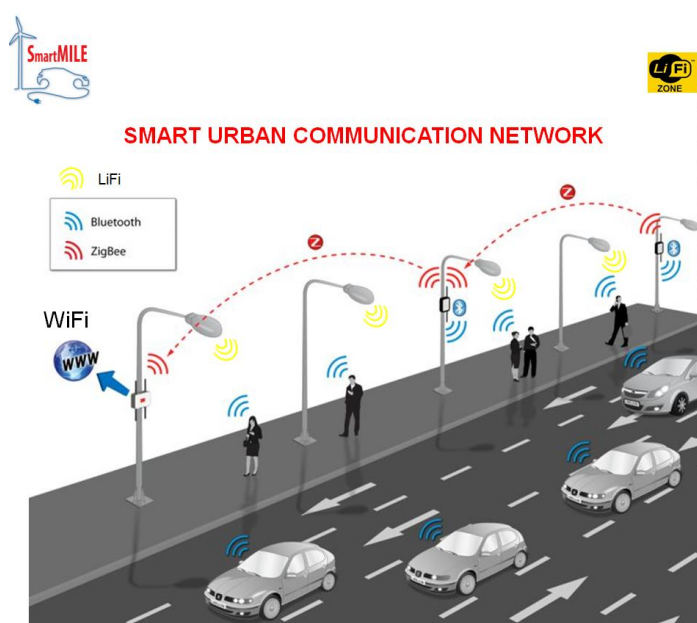 SmartMILE
LiFi
ZONE
SMART URBAN COMMUNICATION NETWORK
LiFi
Bluetooth
ZigBee
Z
Z
WiFi
WWW